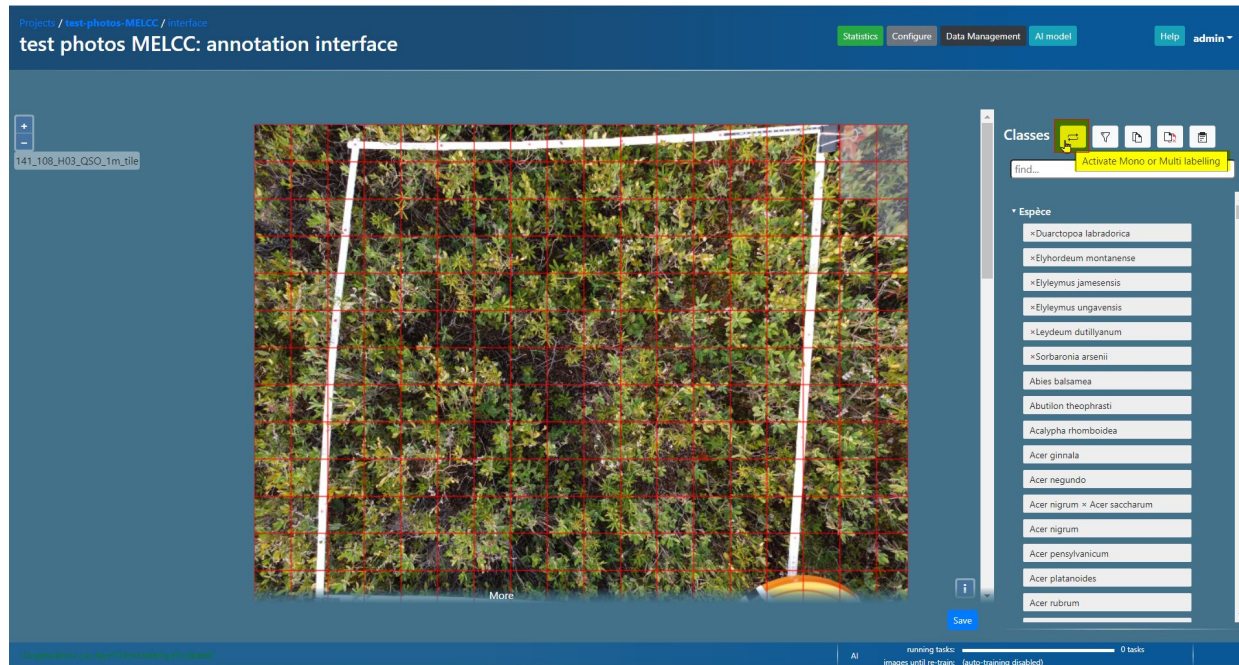 Projects / test-photos-MELCC / interface
test photos MELCC: annotation interface
Statistics
Configure
Data Management
AI model
Help
admin
+
−
141_108_H03_QSO_1m_tile
More
i
Save
Classes
Activate Mono or Multi labelling
find...
Espèce
×Duarctopoa labradorica
×Elyhordeum montanense
×Elyleymus jamesensis
×Elyleymus ungavensis
×Leydeum dutillyanum
×Sorbaronia arsenii
Abies balsamea
Abutilon theophrasti
Acalypha rhomboidea
Acer ginnala
Acer negundo
Acer nigrum × Acer saccharum
Acer nigrum
Acer pensylvanicum
Acer platanoides
Acer rubrum
AI
running tasks:
0 tasks
images until re-train:
(auto-training disabled)